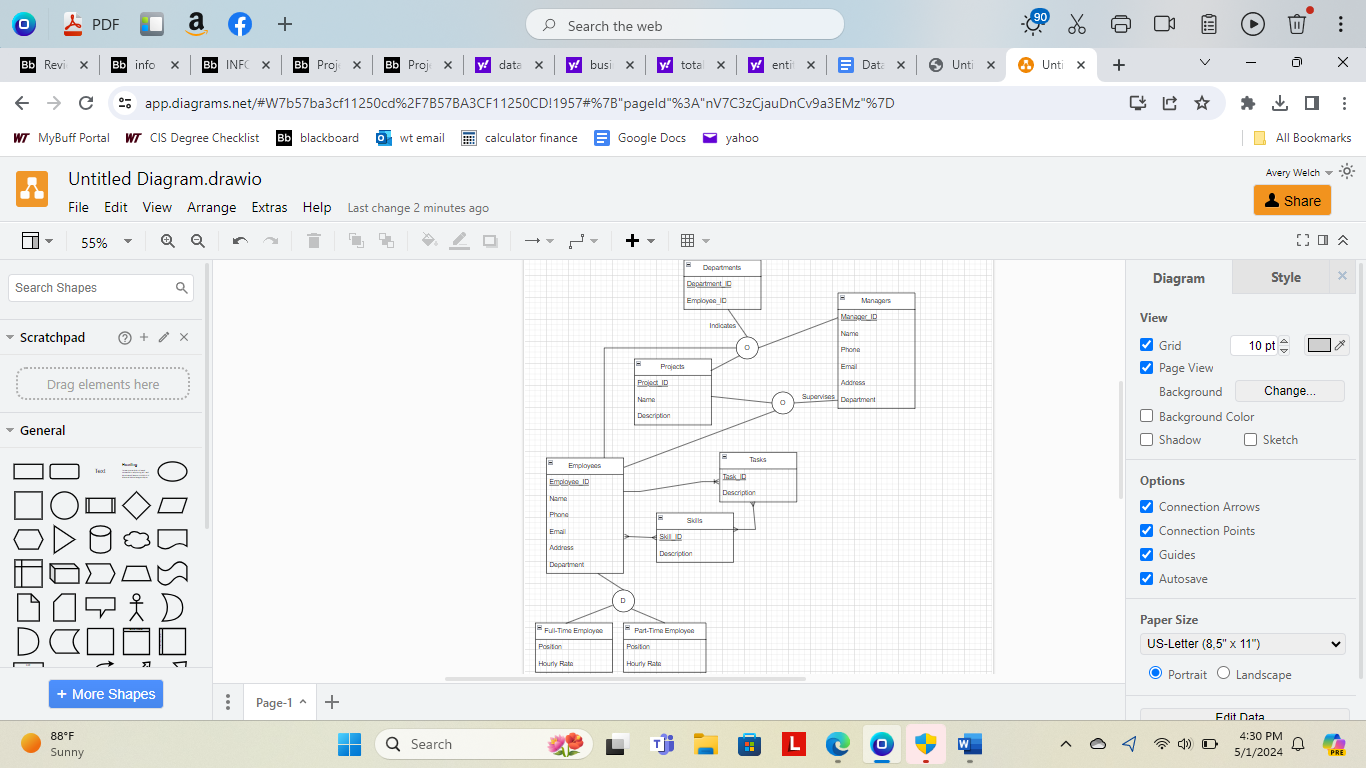 90
PDF
Search the web
Revi
info
INFC
Proje
Proje
data
busi
total
entit
Data
Unti
Unti
app.diagrams.net/#W7b57ba3cf11250cd%2F7B57BA3CF11250CD!1957#%7B"pageId"%3A"nV7C3zCjauDnCv9a3EMz"%7D
MyBuff Portal
CIS Degree Checklist
blackboard
wt email
calculator finance
Google Docs
yahoo
All Bookmarks
Untitled Diagram.drawio
Avery Welch
File Edit View Arrange Extras Help Last change 2 minutes ago
Share
55%
Search Shapes
Scratchpad
Drag elements here
General
Text
Heading
+ More Shapes
Departments
Department_ID
Employee_ID
Indicates
O
Managers
Manager_ID
Name
Phone
Email
Address
Department
Projects
Project_ID
Name
Description
O
Supervises
Employees
Employee_ID
Name
Phone
Email
Address
Department
Tasks
Task_ID
Description
Skills
Skill_ID
Description
D
Full-Time Employee
Position
Hourly Rate
Part-Time Employee
Position
Hourly Rate
Page-1
Diagram
Style
View
Grid
10 pt
Page View
Background
Change...
Background Color
Shadow
Sketch
Options
Connection Arrows
Connection Points
Guides
Autosave
Paper Size
US-Letter (8,5" x 11")
Portrait
Landscape
Edit Data
88°F
Sunny
Search
4:30 PM
5/1/2024
PRE